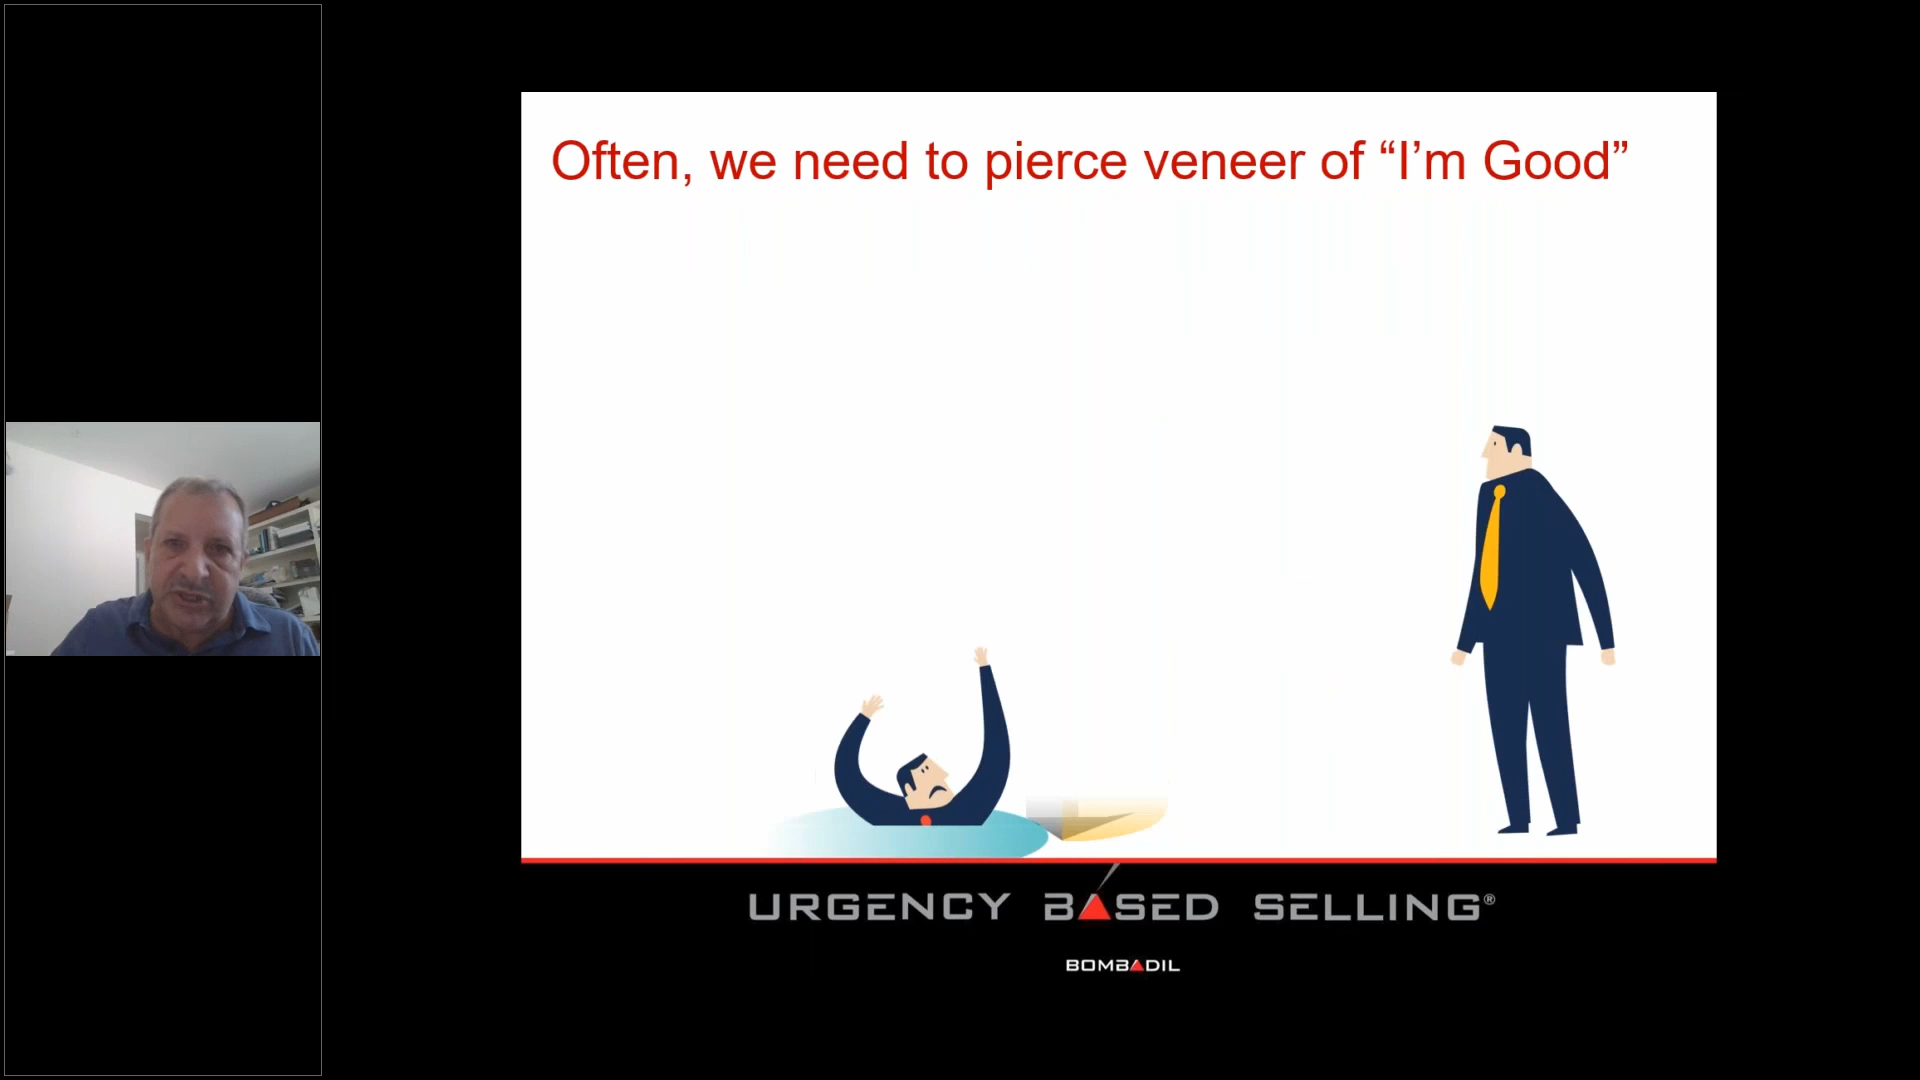 Often, we need to pierce veneer of “I’m Good”
URGENCY BASED SELLING®
BOMBADIL